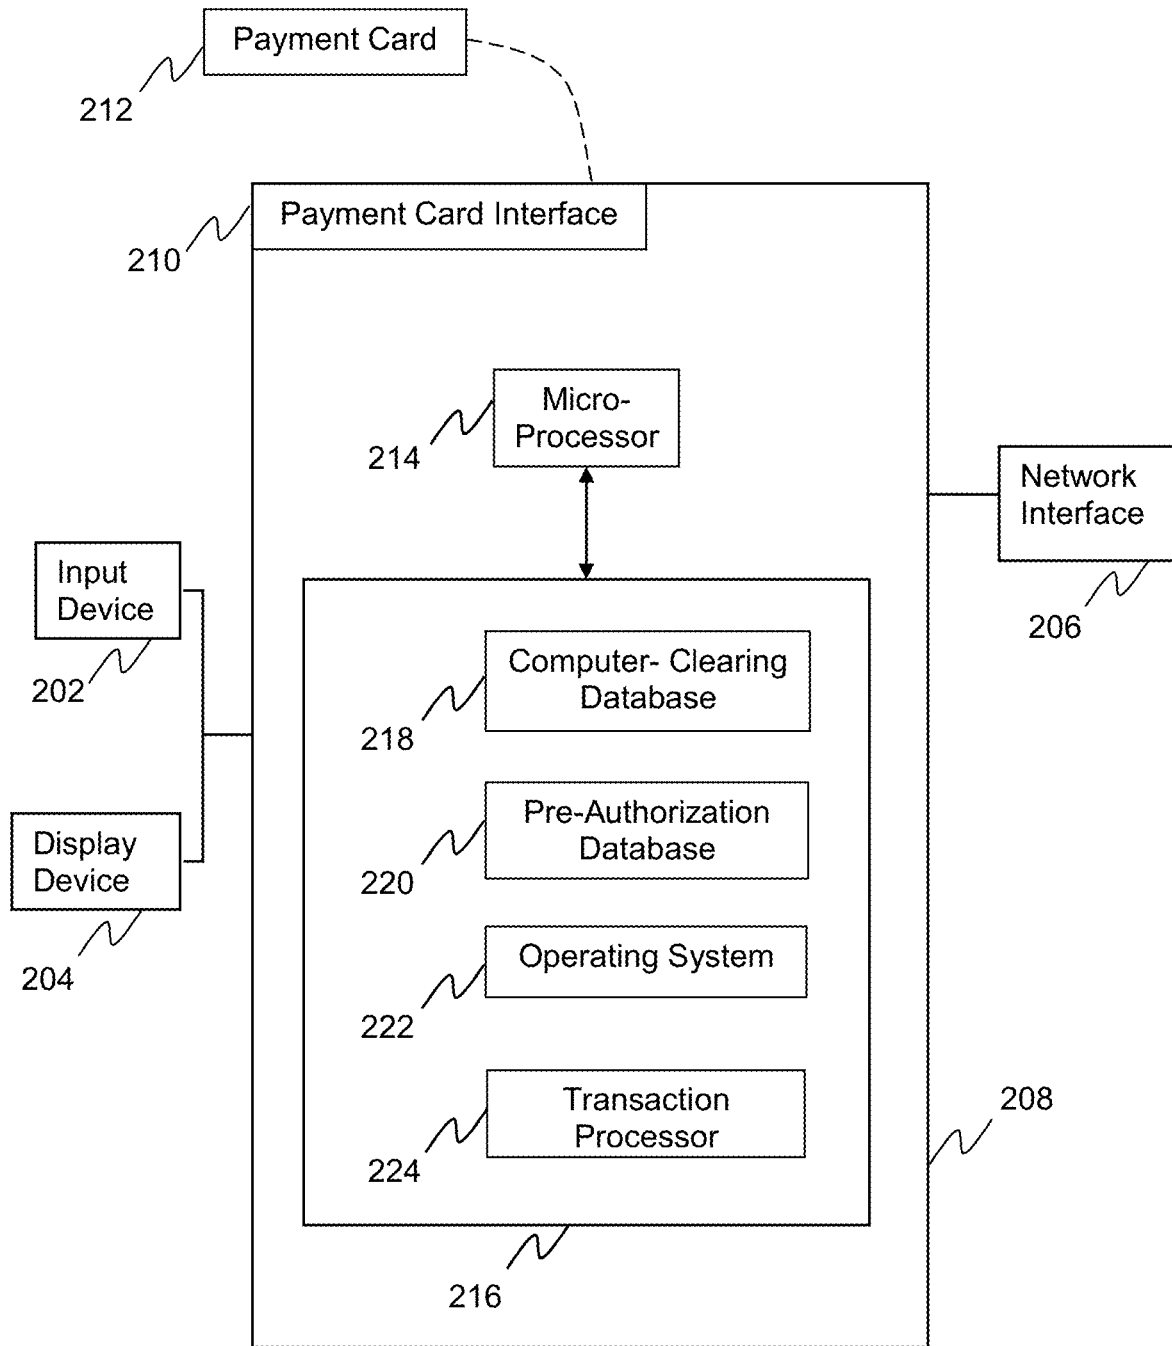 Payment Card
212
Payment Card Interface
210
Micro-
Processor
214
Network
Interface
206
Input
Device
202
Computer- Clearing
Database
218
Pre-Authorization
Database
220
Display
Device
204
Operating System
222
Transaction
Processor
224
208
216